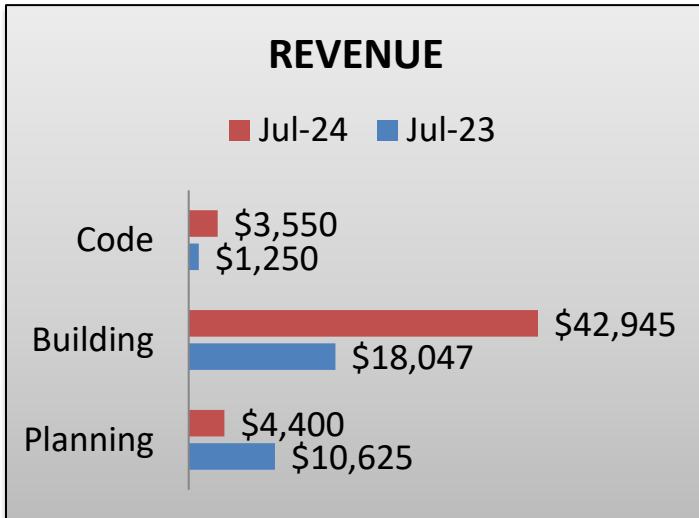 REVENUE
Jul-24 Jul-23
Code
$3,550
$1,250
Building
$42,945
$18,047
Planning
$4,400
$10,625